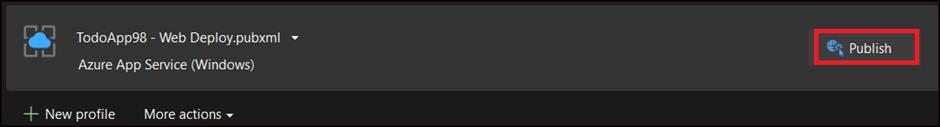 TodoApp98 - Web Deploy.pubxml
Publish
Azure App Service (Windows)
New profile More actions